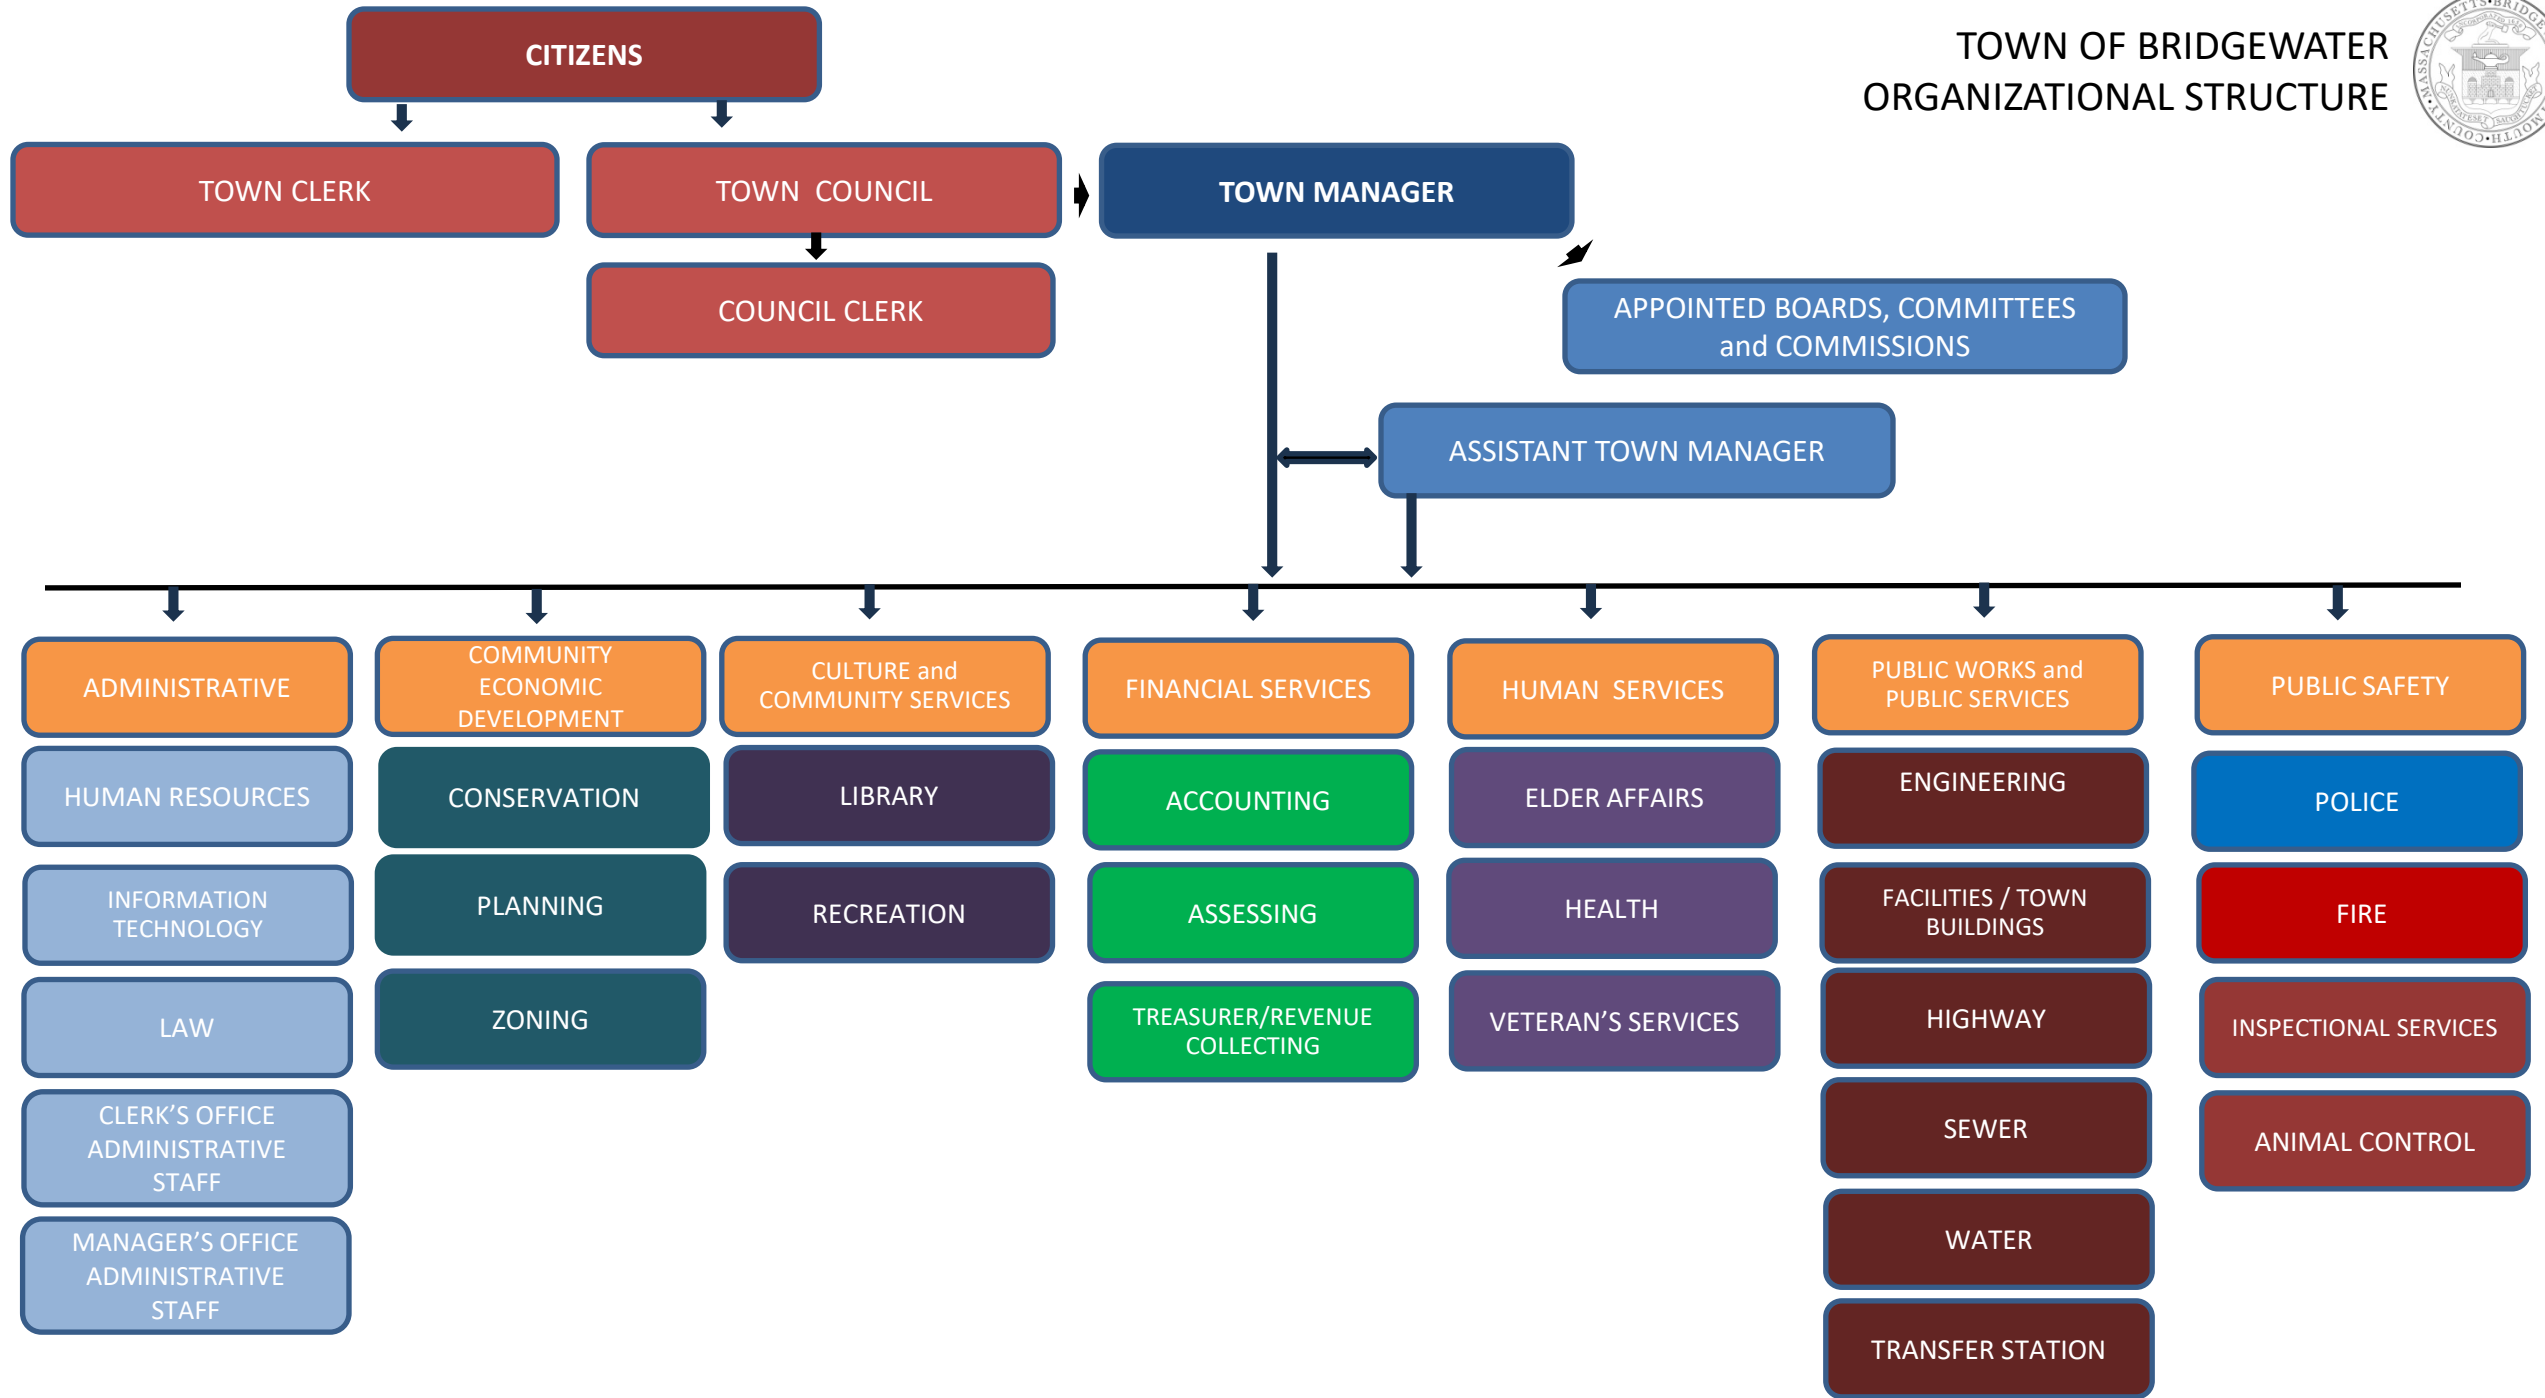 CITIZENS
TOWN OF BRIDGEWATER
ORGANIZATIONAL STRUCTURE
TOWN CLERK
TOWN COUNCIL
TOWN MANAGER
COUNCIL CLERK
APPOINTED BOARDS, COMMITTEES
and COMMISSIONS
ASSISTANT TOWN MANAGER
ADMINISTRATIVE
HUMAN RESOURCES
INFORMATION
TECHNOLOGY
LAW
CLERK’S OFFICE
ADMINISTRATIVE
STAFF
MANAGER’S OFFICE
ADMINISTRATIVE
STAFF
COMMUNITY
ECONOMIC
DEVELOPMENT
CONSERVATION
PLANNING
ZONING
CULTURE and
COMMUNITY SERVICES
LIBRARY
RECREATION
FINANCIAL SERVICES
ACCOUNTING
ASSESSING
TREASURER/REVENUE
COLLECTING
HUMAN SERVICES
ELDER AFFAIRS
HEALTH
VETERAN’S SERVICES
PUBLIC WORKS and
PUBLIC SERVICES
ENGINEERING
FACILITIES / TOWN
BUILDINGS
HIGHWAY
SEWER
WATER
TRANSFER STATION
PUBLIC SAFETY
POLICE
FIRE
INSPECTIONAL SERVICES
ANIMAL CONTROL